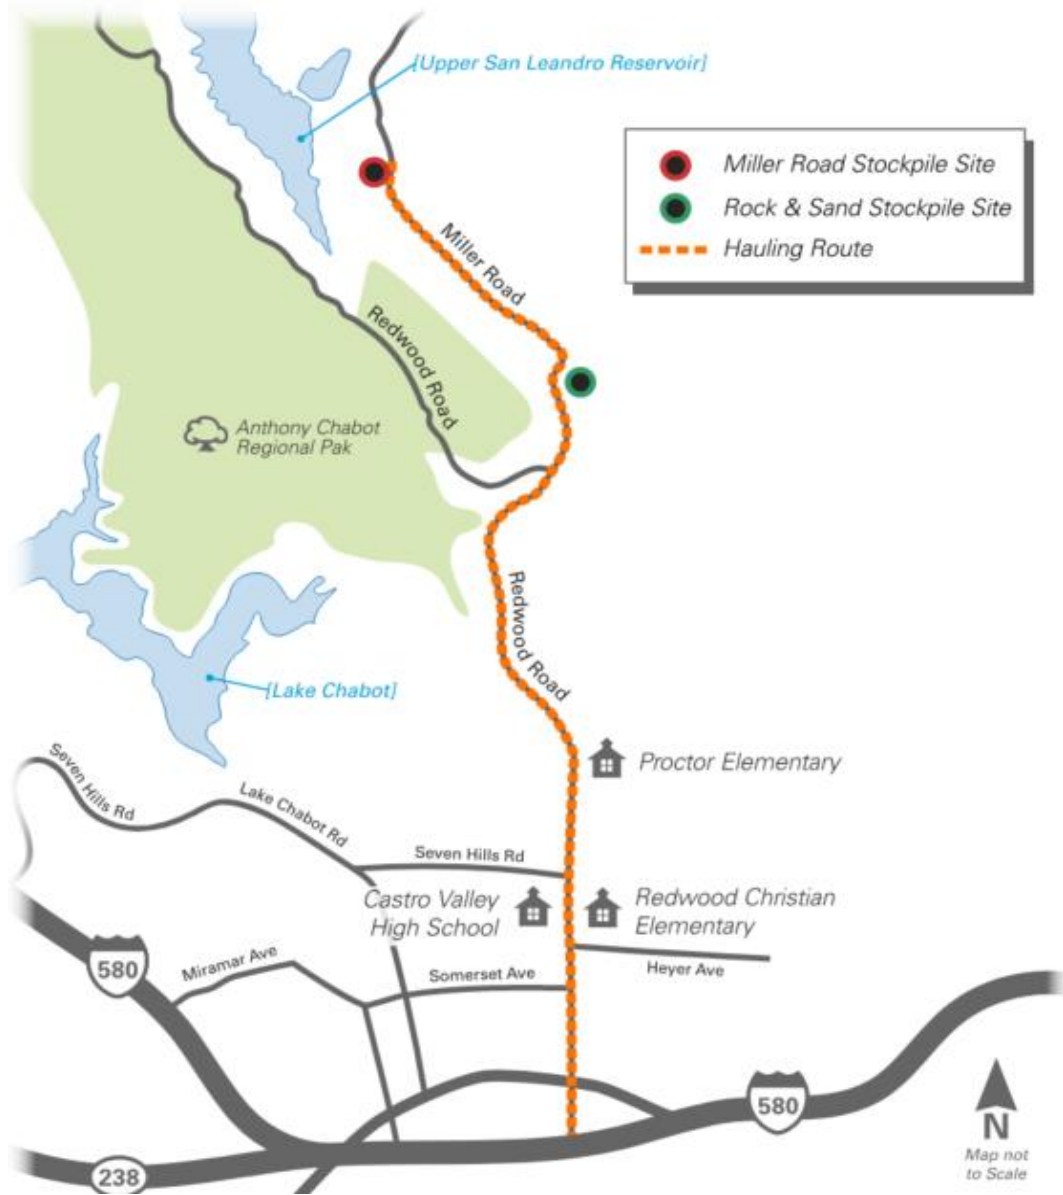 [Upper San Leandro Reservoir]
Miller Road Stockpile Site
Rock & Sand Stockpile Site
Hauling Route
Miller Road
Redwood Road
Anthony Chabot
Regional Pak
Redwood Road
[Lake Chabot]
Proctor Elementary
Seven Hills Rd
Lake Chabot Rd
Seven Hills Rd
Castro Valley
High School
Redwood Christian
Elementary
580
Miramar Ave
Somerset Ave
Heyer Ave
580
238
N
Map not
to Scale